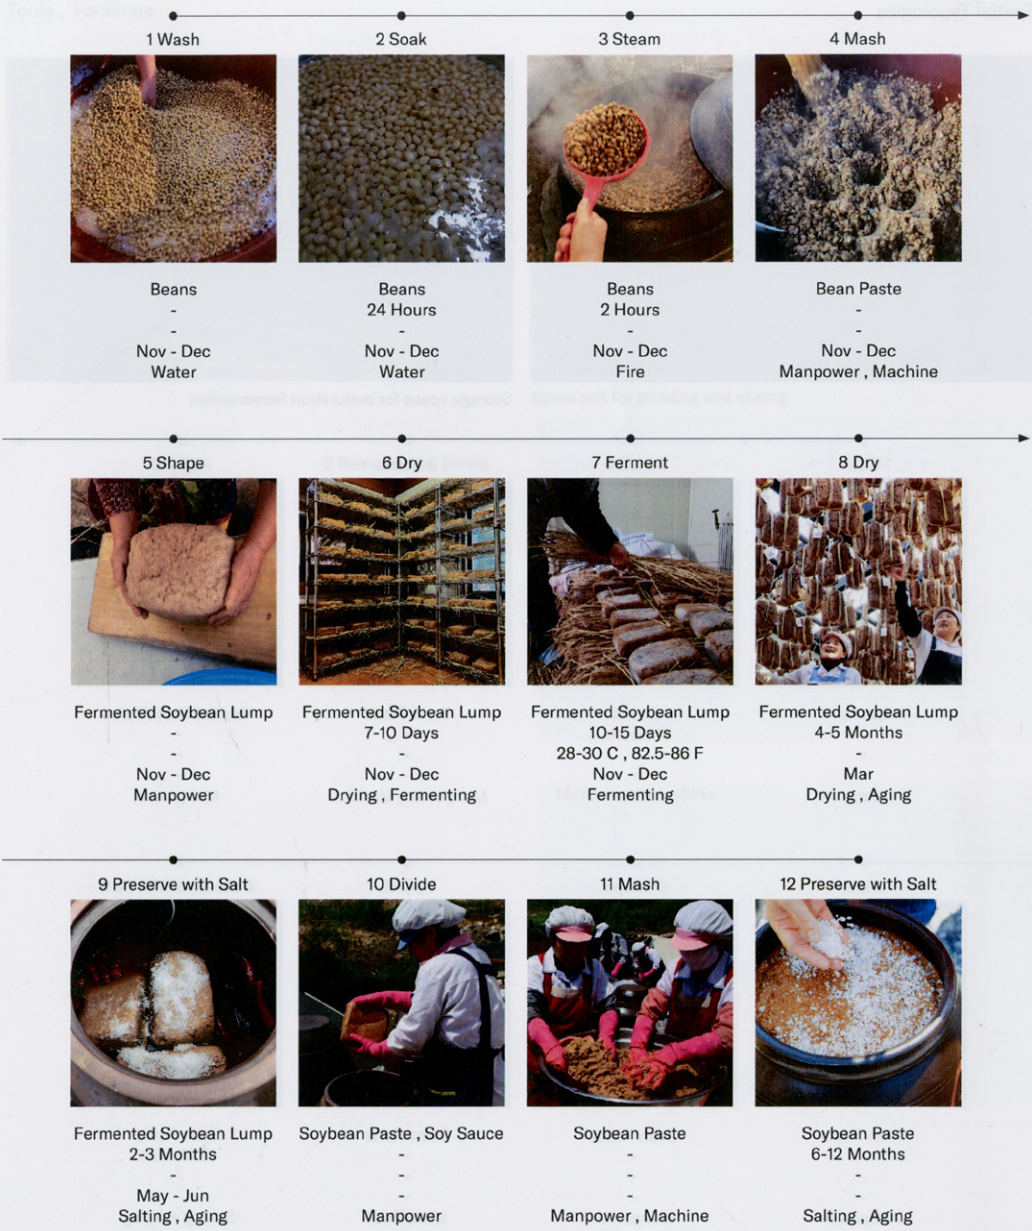 1 Wash
2 Soak
3 Steam
4 Mash
Beans
-
-
Nov - Dec
Water
Beans
24 Hours
-
Nov - Dec
Water
Beans
2 Hours
-
Nov - Dec
Fire
Bean Paste
-
-
Nov - Dec
Manpower , Machine
5 Shape
6 Dry
7 Ferment
8 Dry
Fermented Soybean Lump
-
-
Nov - Dec
Manpower
Fermented Soybean Lump
7-10 Days
-
Nov - Dec
Drying , Fermenting
Fermented Soybean Lump
10-15 Days
28-30 C , 82.5-86 F
Nov - Dec
Fermenting
Fermented Soybean Lump
4-5 Months
-
Mar
Drying , Aging
9 Preserve with Salt
10 Divide
11 Mash
12 Preserve with Salt
Fermented Soybean Lump
2-3 Months
-
May - Jun
Salting , Aging
Soybean Paste , Soy Sauce
-
-
-
Manpower
Soybean Paste
-
-
-
Manpower , Machine
Soybean Paste
6-12 Months
-
-
Salting , Aging